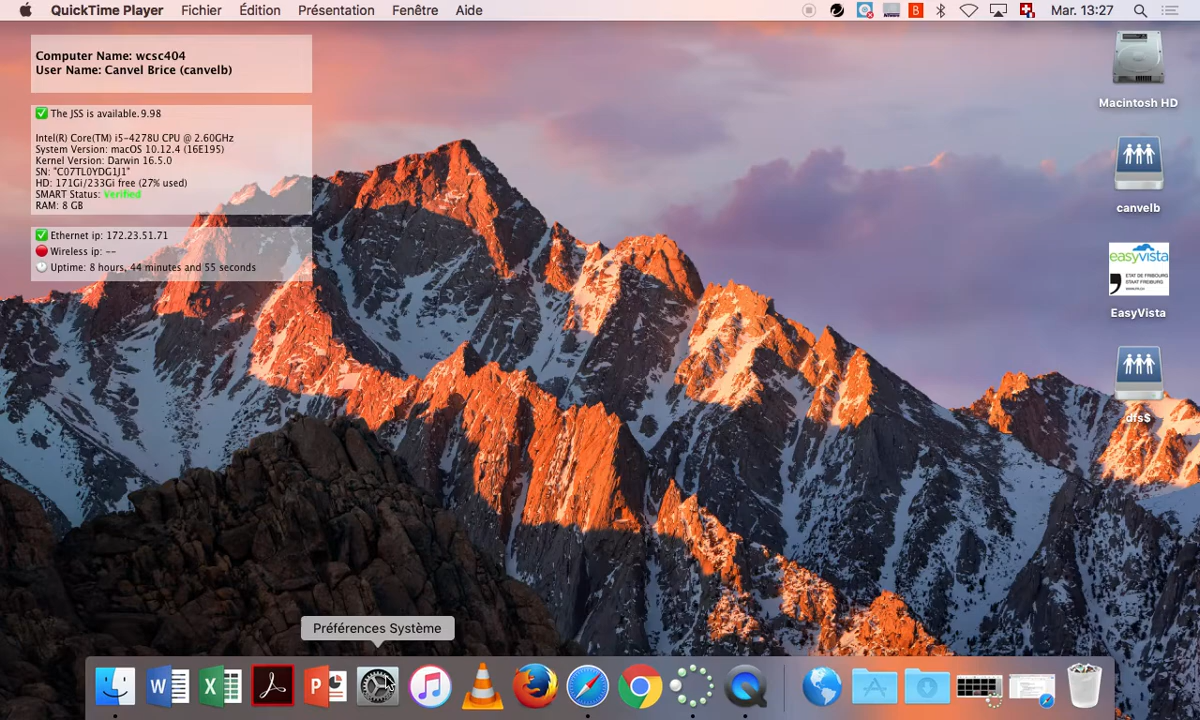 QuickTime Player Fichier Édition Présentation Fenêtre Aide Mar. 13:27
Computer Name: wcsc404
User Name: Canvel Brice (canvelb)
The JSS is available. 9.98
Intel(R) Core(TM) i5-4278U CPU @ 2.60GHz
System Version: macOS 10.12.4 (16E195)
Kernel Version: Darwin 16.5.0
SN: "C07TL0YDG1J1"
HD: 171Gi/233Gi free (27% used)
SMART Status: Verified
RAM: 8 GB
Ethernet ip: 172.23.51.71
Wireless ip: --
Uptime: 8 hours, 44 minutes and 55 seconds
Macintosh HD
canvelb
easyvista
ETAT DE FRIBOURG
STAAT FREIBURG
EasyVista
dfs$
Préférences Système